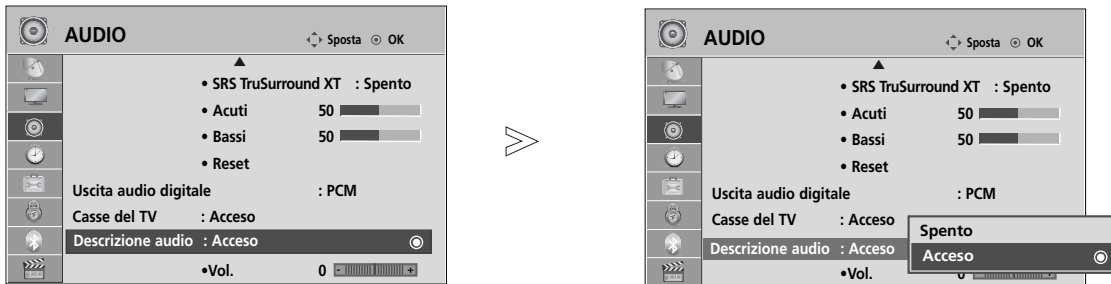 AUDIO
Sposta OK
• SRS TruSurround XT : Spento
• Acuti 50
• Bassi 50
• Reset
Uscita audio digitale : PCM
Casse del TV : Acceso
Descrizione audio : Acceso
•Vol. 0 - +
AUDIO
Sposta OK
• SRS TruSurround XT : Spento
• Acuti 50
• Bassi 50
• Reset
Uscita audio digitale : PCM
Casse del TV : Acceso
Descrizione audio : Acceso
Spento
Acceso
•Vol. 0 - +